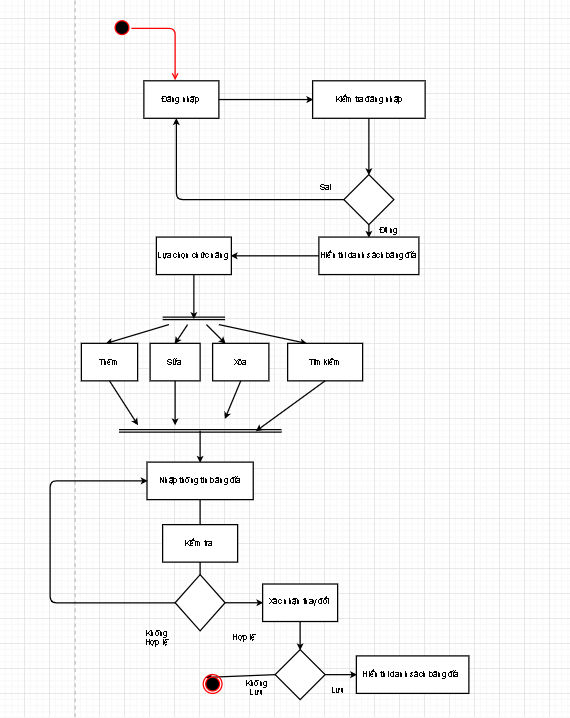 Đăng nhập
Kiểm tra đăng nhập
Sai
Đúng
Lựa chọn chức năng
Hiển thị danh sách băng đĩa
Thêm
Sửa
Xóa
Tìm kiếm
Nhập thông tin băng đĩa
Kiểm tra
Xác nhận thay đổi
Không
Hợp lệ
Hợp lệ
Hiển thị danh sách băng đĩa
Không
Lưu
Lưu